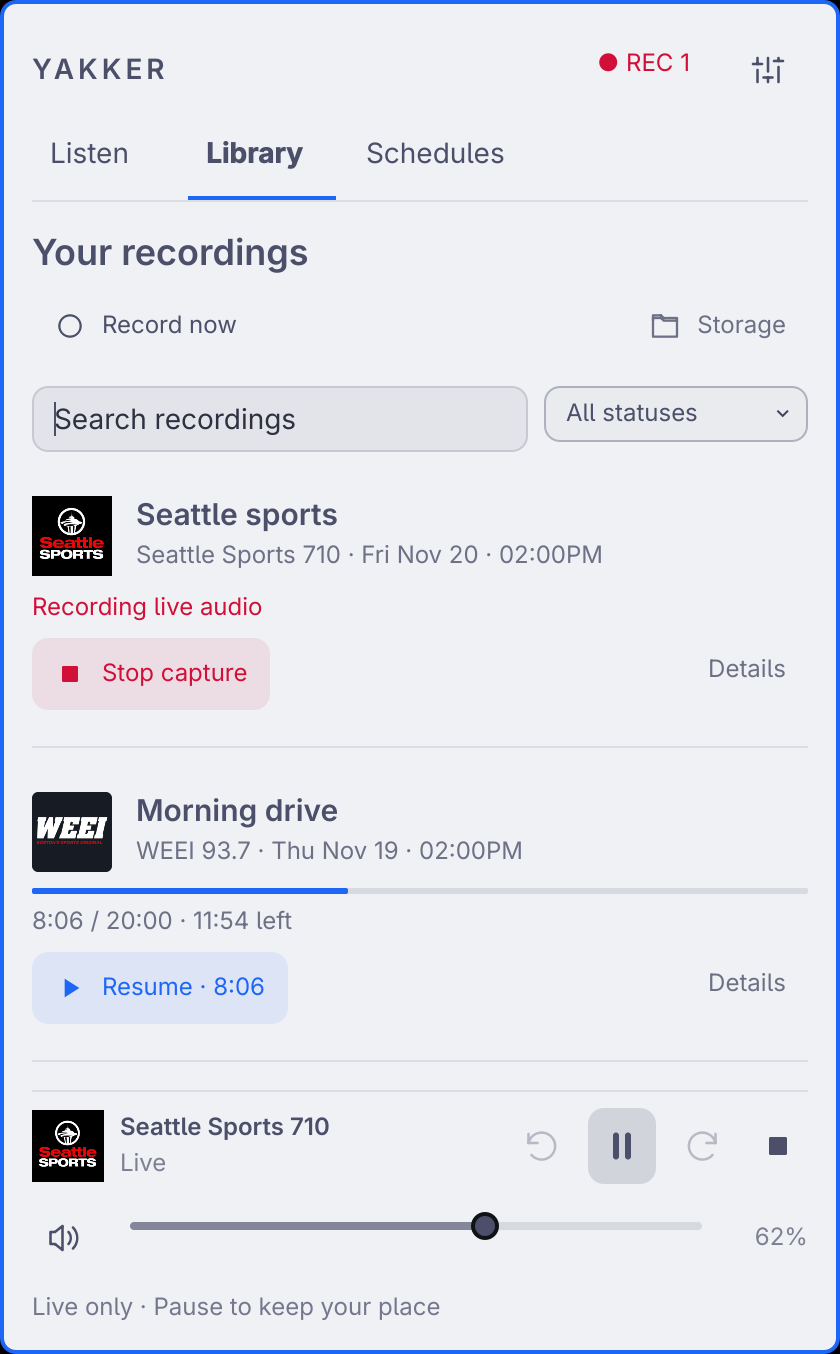 YAKKER
REC 1
Listen
Library
Schedules
Your recordings
Record now
Storage
Search recordings
All statuses
Seattle
SPORTS
Seattle sports
Seattle Sports 710 · Fri Nov 20 · 02:00PM
Recording live audio
Stop capture
Details
WEEI
Morning drive
WEEI 93.7 · Thu Nov 19 · 02:00PM
8:06 / 20:00 · 11:54 left
Resume · 8:06
Details
Seattle
SPORTS
Seattle Sports 710
Live
62%
Live only · Pause to keep your place